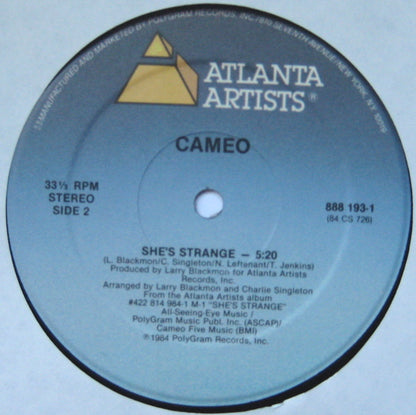 13 MANUFACTURED AND MARKETED BY POLYGRAM RECORDS, INC./810 SEVENTH AVENUE/NEW YORK, NY 10019
ATLANTA
ARTISTS®
CAMEO
33⅓ RPM
STEREO
SIDE 2
888 193-1
(84 CS 726)
SHE'S STRANGE — 5:20
(L. Blackmon/C. Singleton/N. Leftenant/T. Jenkins)
Produced by Larry Blackmon for Atlanta Artists
Records, Inc.
Arranged by Larry Blackmon and Charlie Singleton
From the Atlanta Artists album
#422 814 984-1 M-1 "SHE'S STRANGE"
All-Seeing-Eye Music /
PolyGram Music Publ. Inc. (ASCAP)/
Cameo Five Music (BMI)
℗1984 PolyGram Records, Inc.